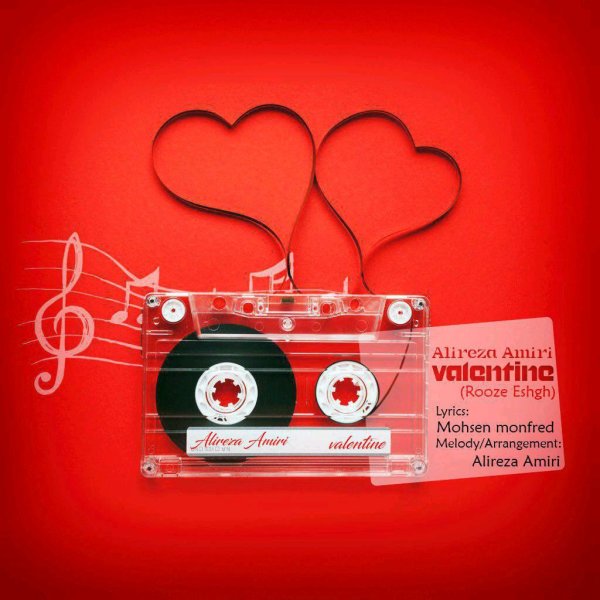 Alireza Amiri
valentine
(Rooze Eshgh)
Lyrics:
Mohsen monfred
Melody/Arrangement:
Alireza Amiri
Alireza Amiri valentine